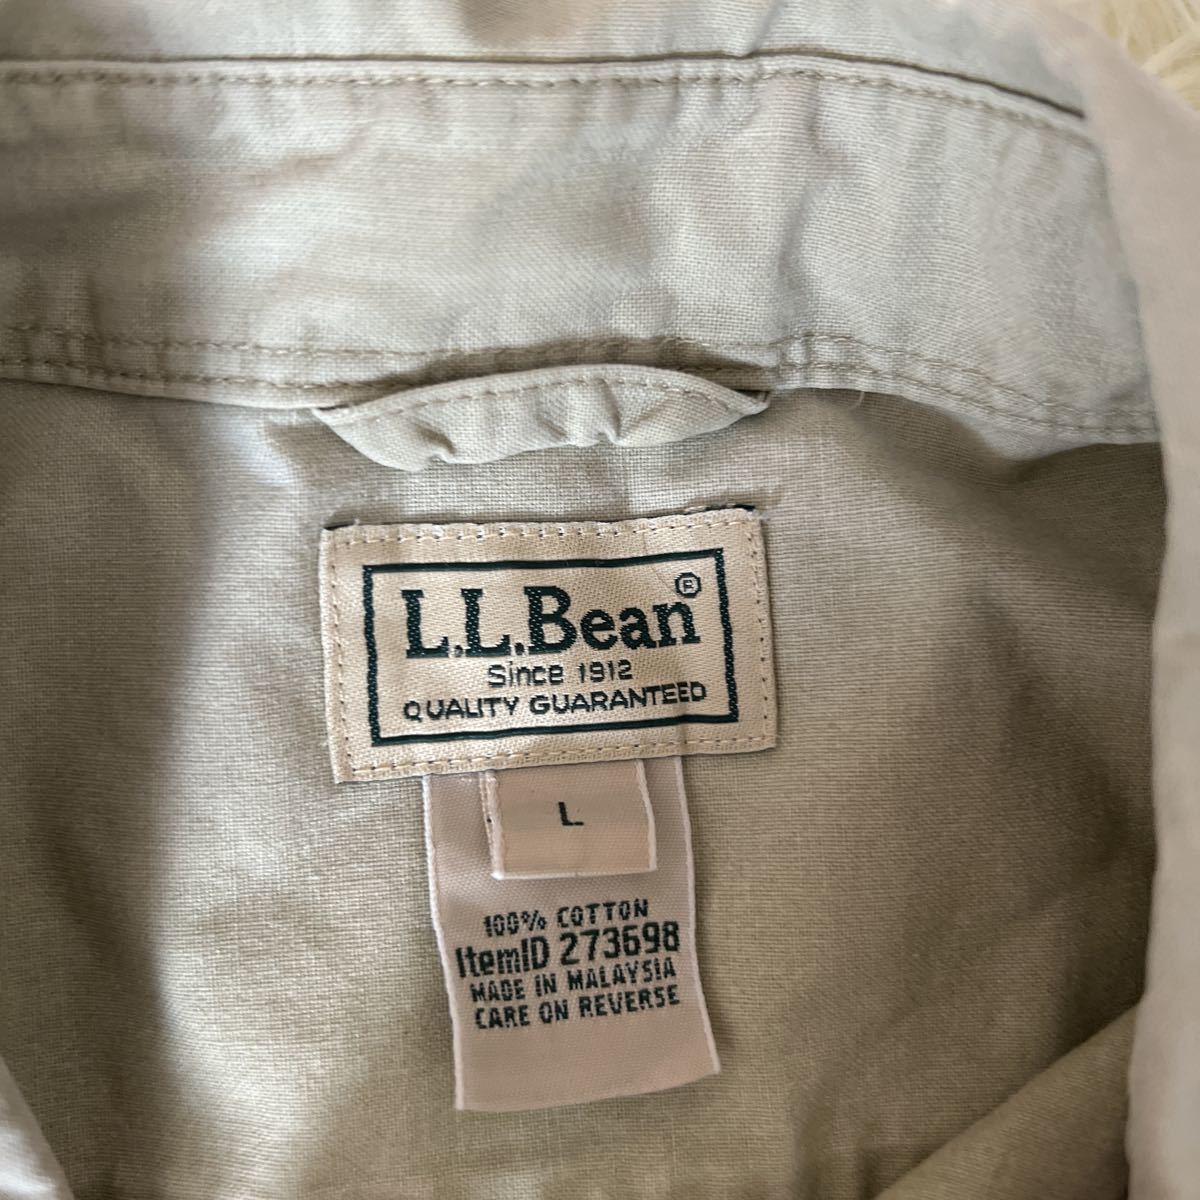 L.L.Bean®
Since 1912
QUALITY GUARANTEED
L
100% COTTON
ItemID 273698
MADE IN MALAYSIA
CARE ON REVERSE